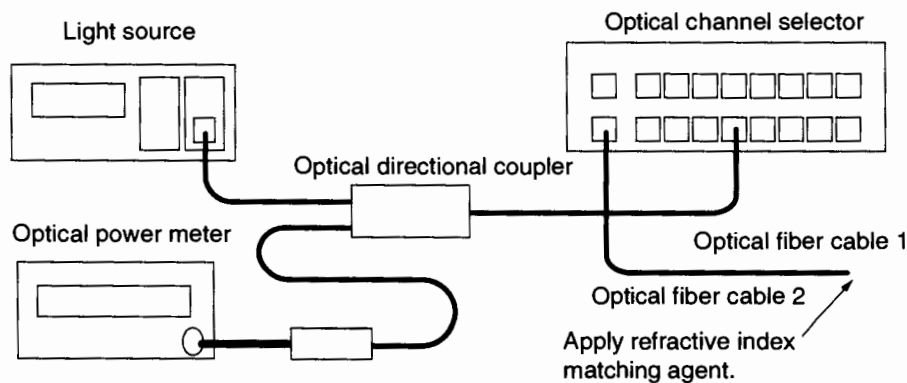 Optical channel selector
Light source
Optical directional coupler
Optical power meter
Optical fiber cable 1
Optical fiber cable 2
Apply refractive index
matching agent.